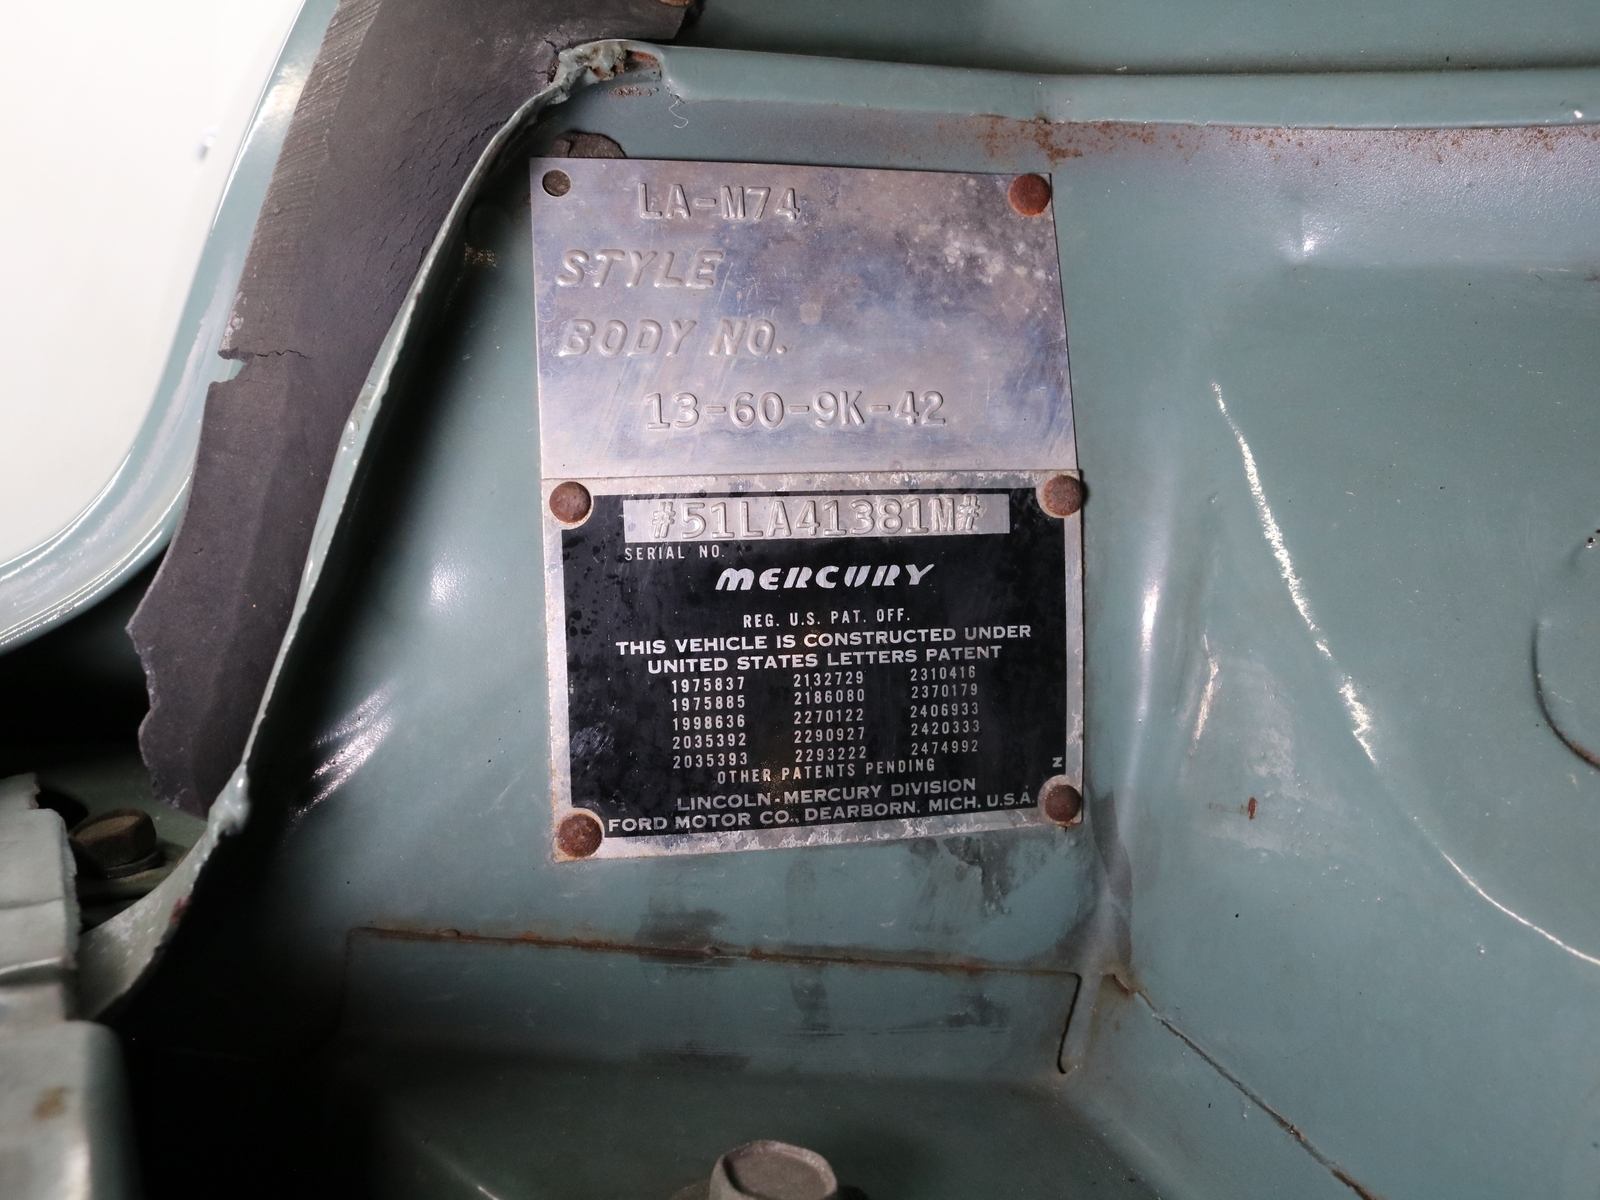 LA-M74
STYLE
BODY NO.
13-60-9K-42
#51LA41381M#
SERIAL NO.
MERCURY
REG. U.S. PAT. OFF.
THIS VEHICLE IS CONSTRUCTED UNDER
UNITED STATES LETTERS PATENT
1975837 2132729 2310416
1975885 2186080 2370179
1998636 2270122 2406933
2035392 2290927 2420333
2035393 2293222 2474992
OTHER PATENTS PENDING
N
LINCOLN-MERCURY DIVISION
FORD MOTOR CO., DEARBORN, MICH. U.S.A.